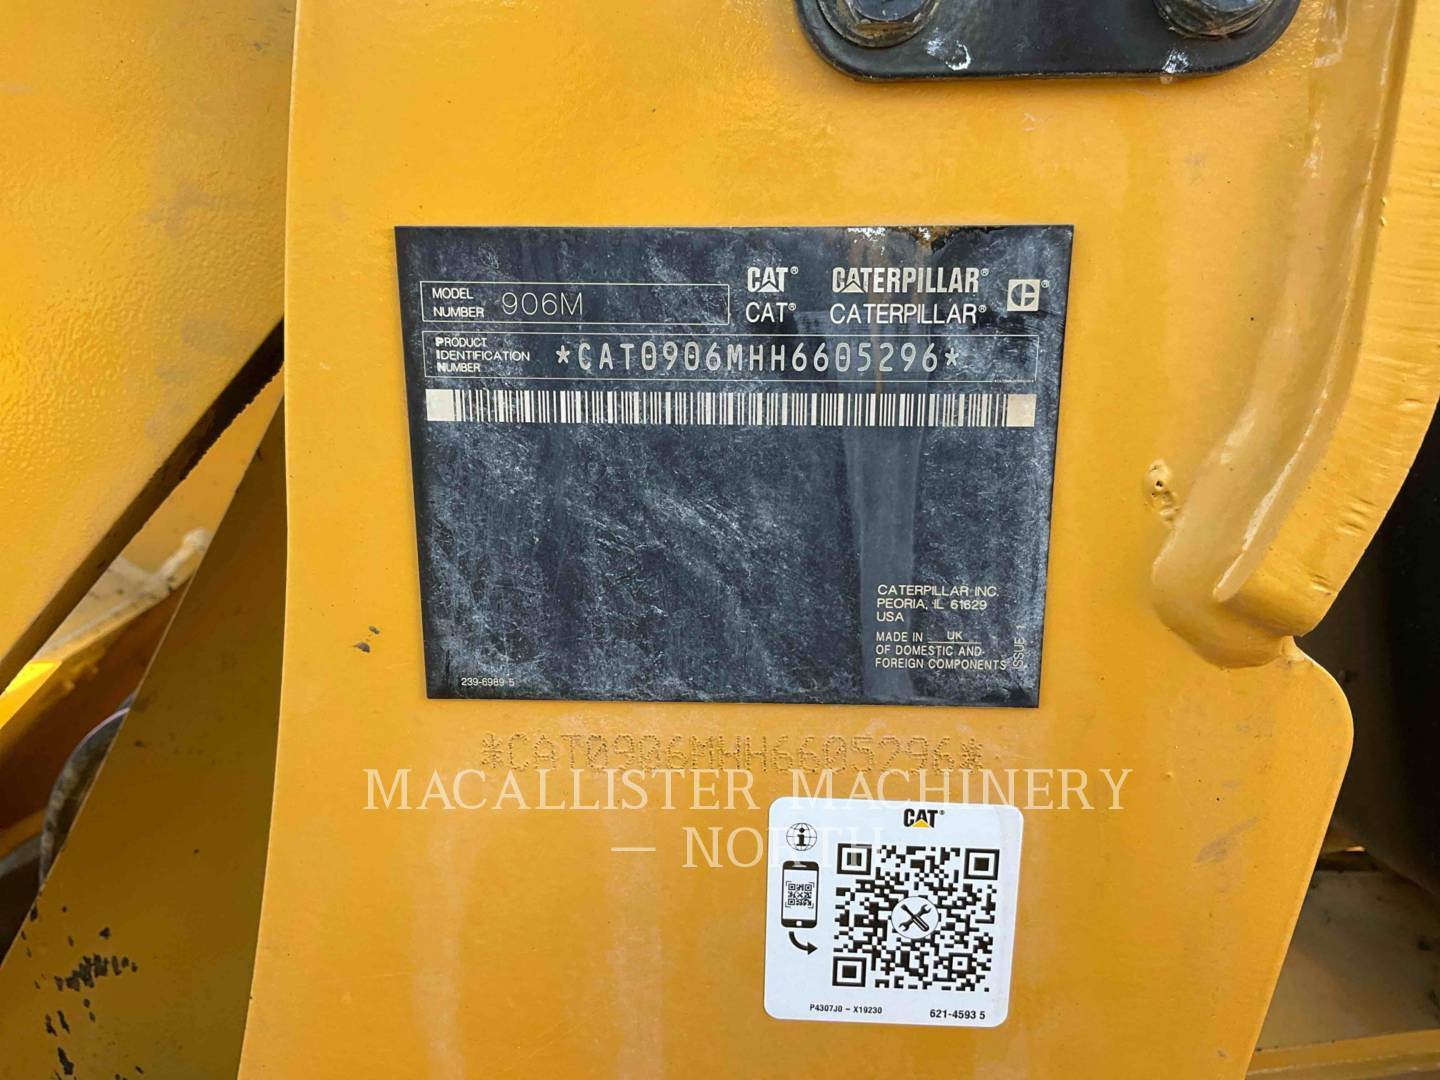 MODEL
NUMBER 906M
CAT® CATERPILLAR®
CAT® CATERPILLAR®
PRODUCT
IDENTIFICATION
NUMBER
*CAT0906MHH6605296*
CATERPILLAR INC.
PEORIA, IL 61629
USA
MADE IN UK
OF DOMESTIC AND
FOREIGN COMPONENTS
ISSUE 1
239-6989 5
*CAT0906MHH6605296*
MACALLISTER MACHINERY
— NORTH —
CAT®
P4307J0 – X19230
621-4593 5